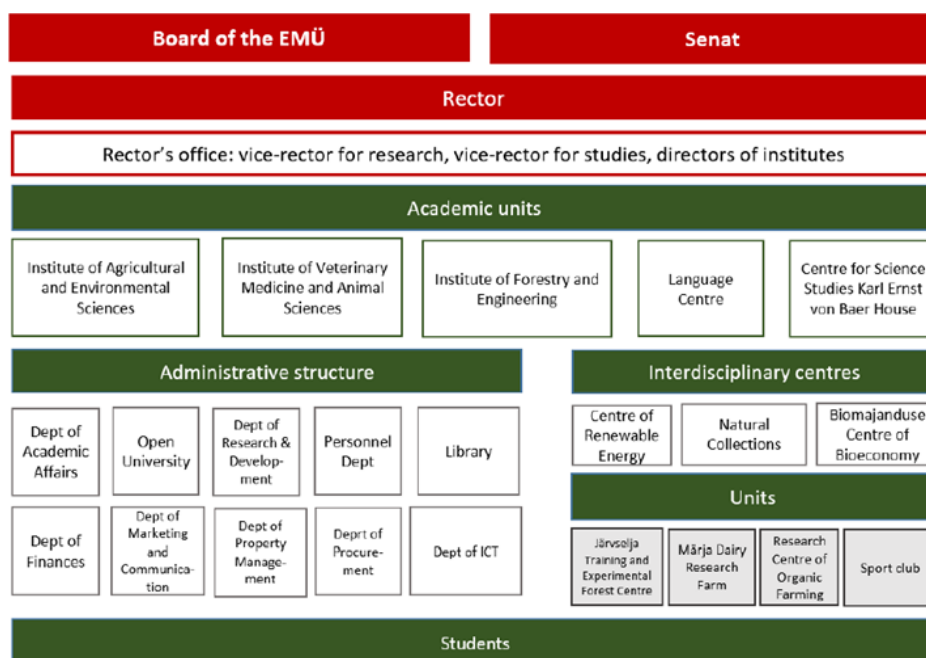 Board of the EMÜ
Senat
Rector
Rector's office: vice-rector for research, vice-rector for studies, directors of institutes
Academic units
Institute of Agricultural
and Environmental
Sciences
Institute of Veterinary
Medicine and Animal
Sciences
Institute of Forestry and
Engineering
Language
Centre
Centre for Science
Studies Karl Ernst
von Baer House
Administrative structure
Interdisciplinary centres
Dept of
Academic
Affairs
Open
University
Dept of
Research &
Develop-
ment
Personnel
Dept
Library
Centre of
Renewable
Energy
Natural
Collections
Biomajanduse
Centre of
Bioeconomy
Units
Dept of
Finances
Dept of
Marketing
and
Communica-
tion
Dept of
Property
Manage-
ment
Deprt of
Procure-
ment
Dept of ICT
Järvselja
Training and
Experimental
Forest Centre
Märja Dairy
Research
Farm
Research
Centre of
Organic
Farming
Sport club
Students